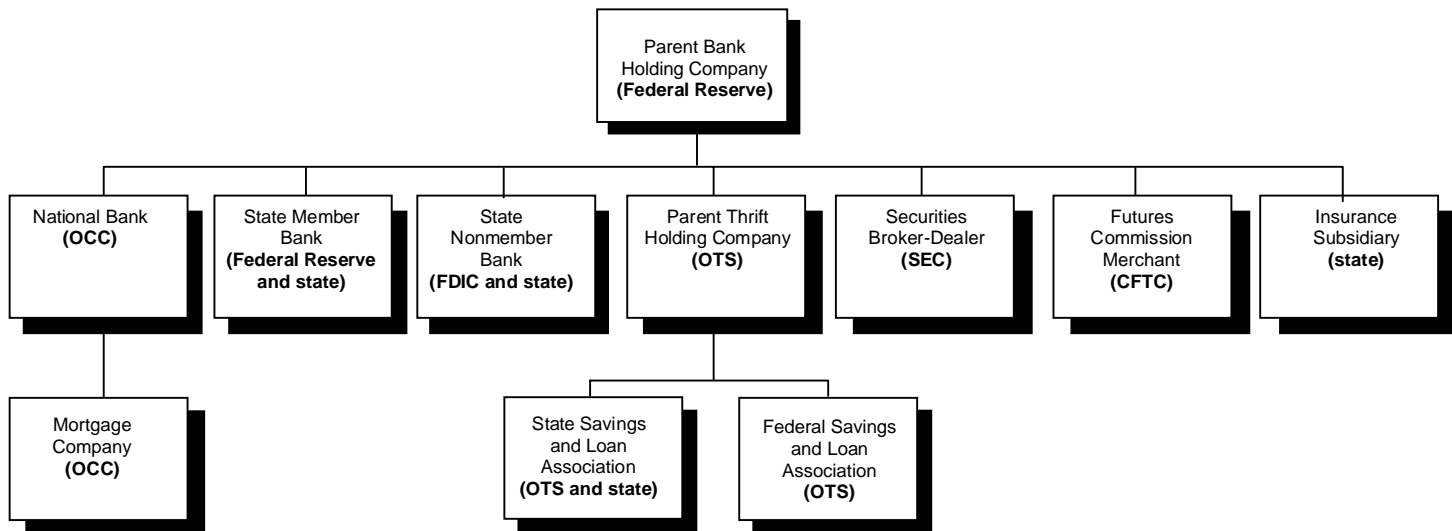 Parent Bank
Holding Company
(Federal Reserve)
National Bank
(OCC)
State Member
Bank
(Federal Reserve
and state)
State
Nonmember
Bank
(FDIC and state)
Parent Thrift
Holding Company
(OTS)
Securities
Broker-Dealer
(SEC)
Futures
Commission
Merchant
(CFTC)
Insurance
Subsidiary
(state)
Mortgage
Company
(OCC)
State Savings
and Loan
Association
(OTS and state)
Federal Savings
and Loan
Association
(OTS)